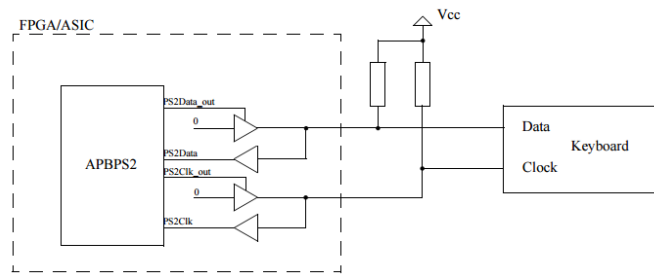 FPGA/ASIC
Vcc
PS2Data_out
0
Data
PS2Data
Keyboard
APBPS2
Clock
PS2Clk_out
0
PS2Clk